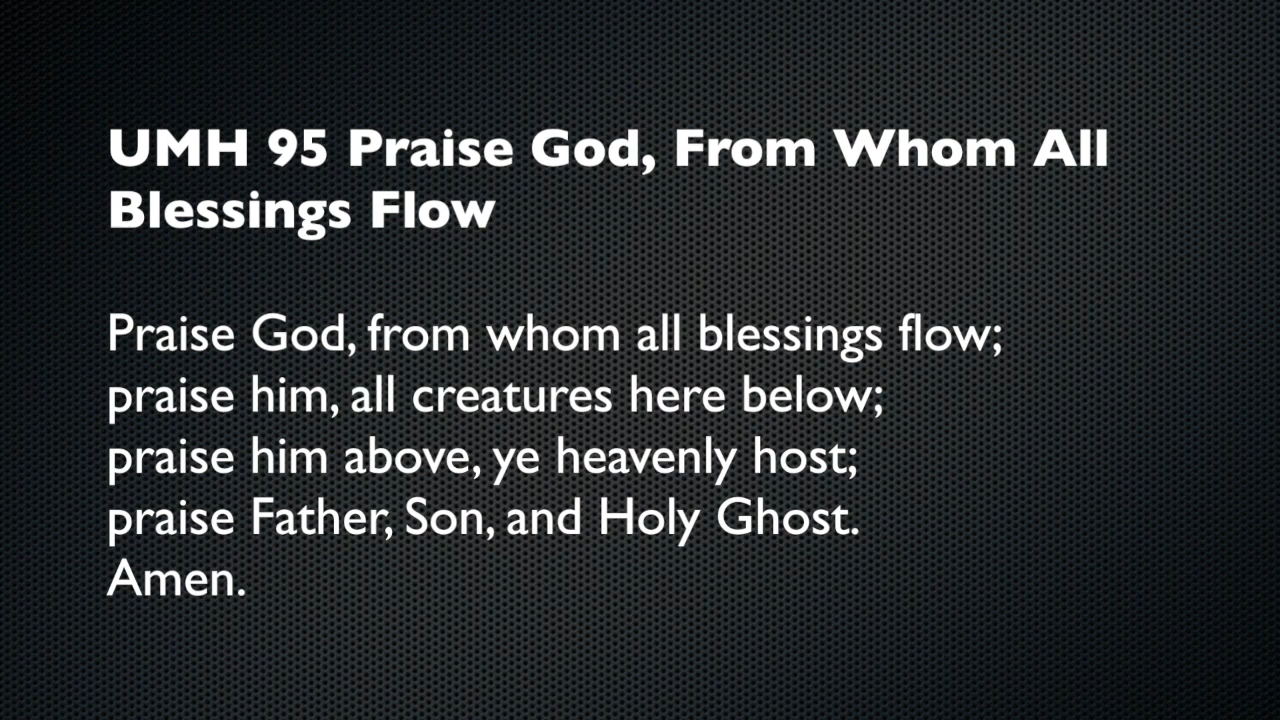 UMH 95 Praise God, From Whom All
Blessings Flow
Praise God, from whom all blessings flow;
praise him, all creatures here below;
praise him above, ye heavenly host;
praise Father, Son, and Holy Ghost.
Amen.